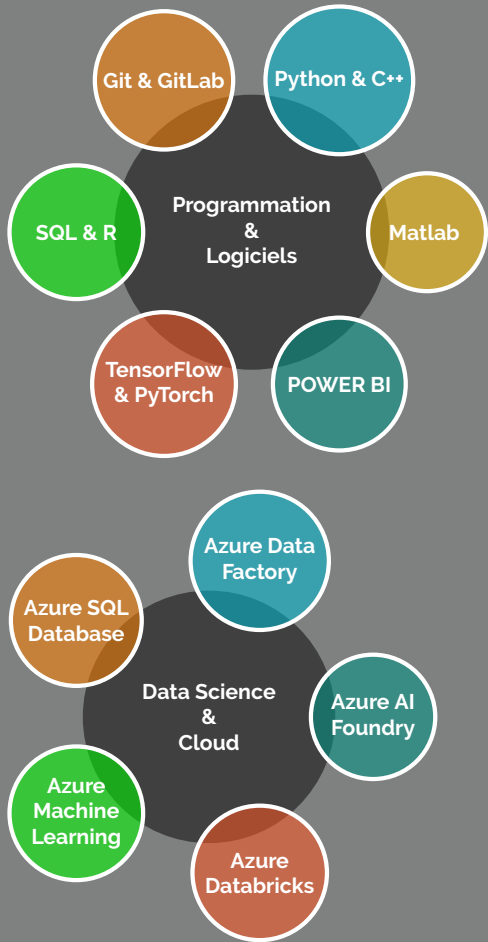 Git & GitLab
Python & C++
Programmation
&
Logiciels
SQL & R
Matlab
TensorFlow
& PyTorch
POWER BI
Azure Data
Factory
Azure SQL
Database
Data Science
&
Cloud
Azure AI
Foundry
Azure
Machine
Learning
Azure
Databricks